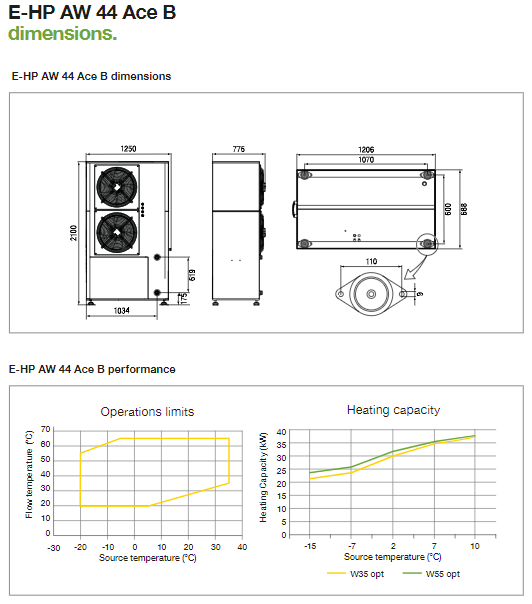 E-HP AW 44 Ace B
dimensions.
E-HP AW 44 Ace B dimensions
1250
776
1206
1070
2100
619
175
1034
600
688
110
9
E-HP AW 44 Ace B performance
Operations limits
Flow temperature (°C)
70
60
50
40
30
20
10
0
-30 -20 -10 0 10 20 30 40
Source temperature (°C)
Heating capacity
Heating Capacity (kW)
40
35
30
25
20
15
10
5
0
-15 -7 2 7 10
Source temperature (°C)
W35 opt W55 opt